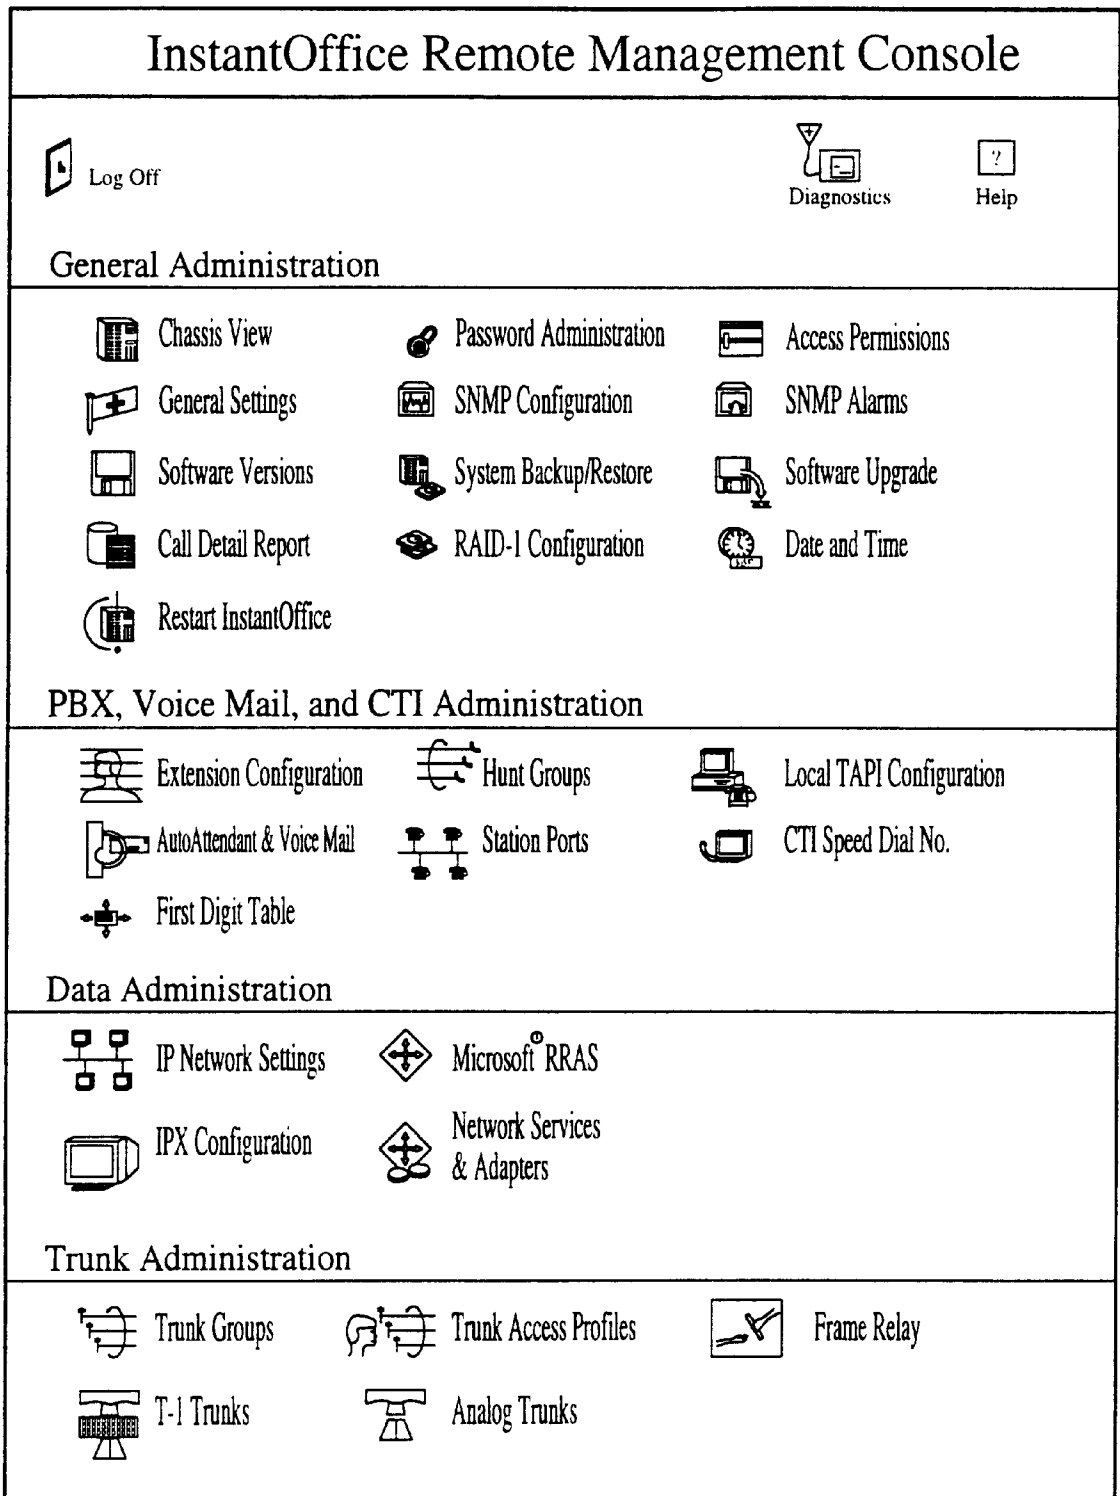 InstantOffice Remote Management Console
Log Off
Diagnostics
?
Help
General Administration
Chassis View
Password Administration
Access Permissions
General Settings
SNMP Configuration
SNMP Alarms
Software Versions
System Backup/Restore
Software Upgrade
Call Detail Report
RAID-1 Configuration
Date and Time
Restart InstantOffice
PBX, Voice Mail, and CTI Administration
Extension Configuration
Hunt Groups
Local TAPI Configuration
AutoAttendant & Voice Mail
Station Ports
CTI Speed Dial No.
First Digit Table
Data Administration
IP Network Settings
Microsoft RRAS
IPX Configuration
Network Services
& Adapters
Trunk Administration
Trunk Groups
Trunk Access Profiles
Frame Relay
T-1 Trunks
Analog Trunks